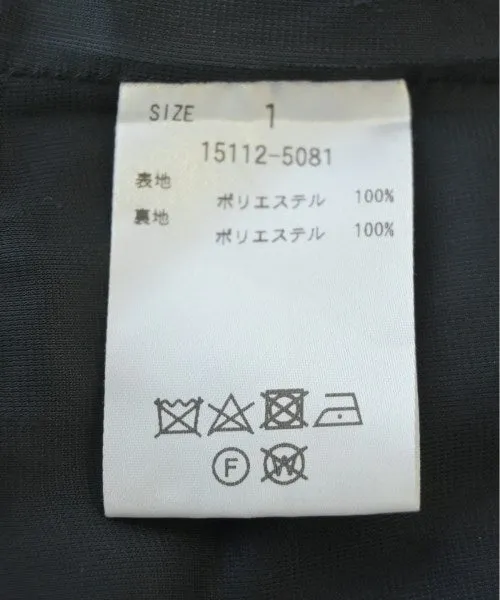 SIZE 1
15112-5081
表地 ポリエステル 100%
裏地 ポリエステル 100%
F W